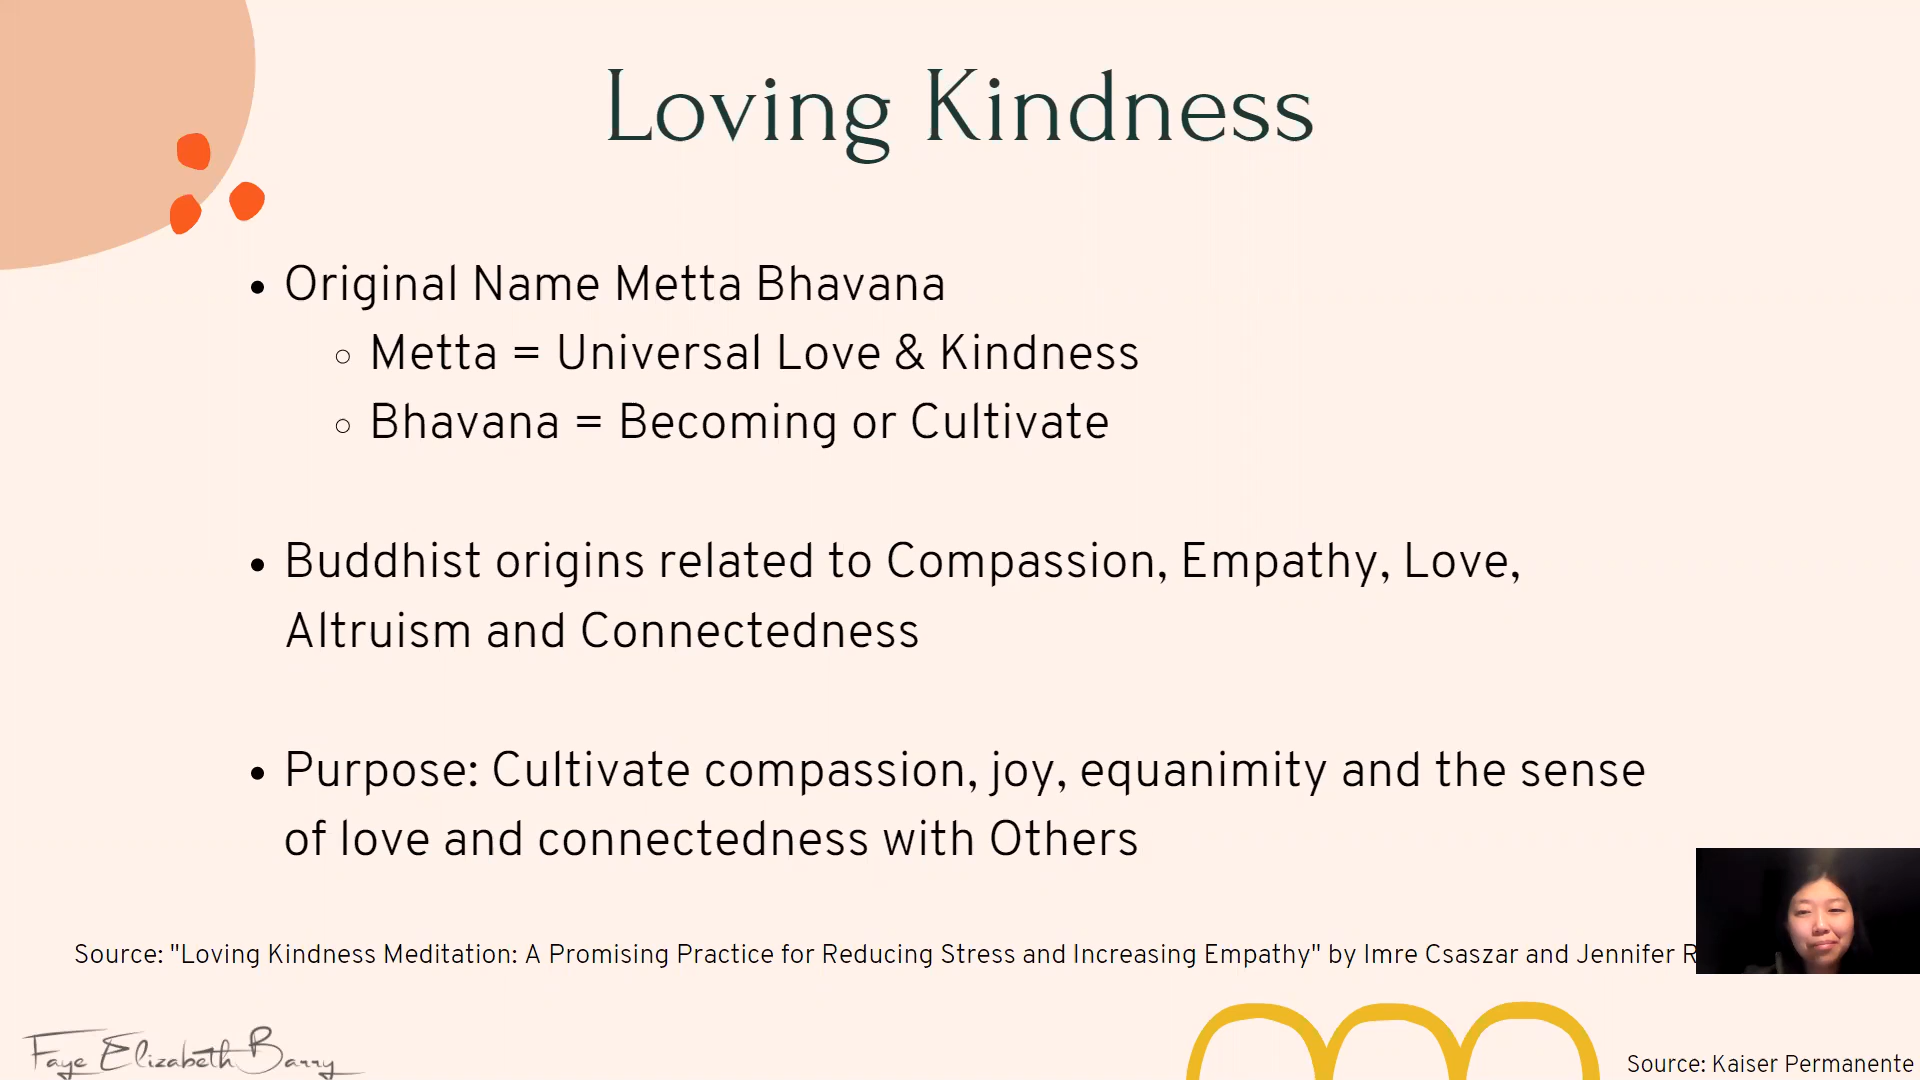 Loving Kindness
Original Name Metta Bhavana
Metta = Universal Love & Kindness
Bhavana = Becoming or Cultivate
Buddhist origins related to Compassion, Empathy, Love,
Altruism and Connectedness
Purpose: Cultivate compassion, joy, equanimity and the sense
of love and connectedness with Others
Source: "Loving Kindness Meditation: A Promising Practice for Reducing Stress and Increasing Empathy" by Imre Csaszar and Jennifer
Faye Elizabeth Barry
Source: Kaiser Permanente